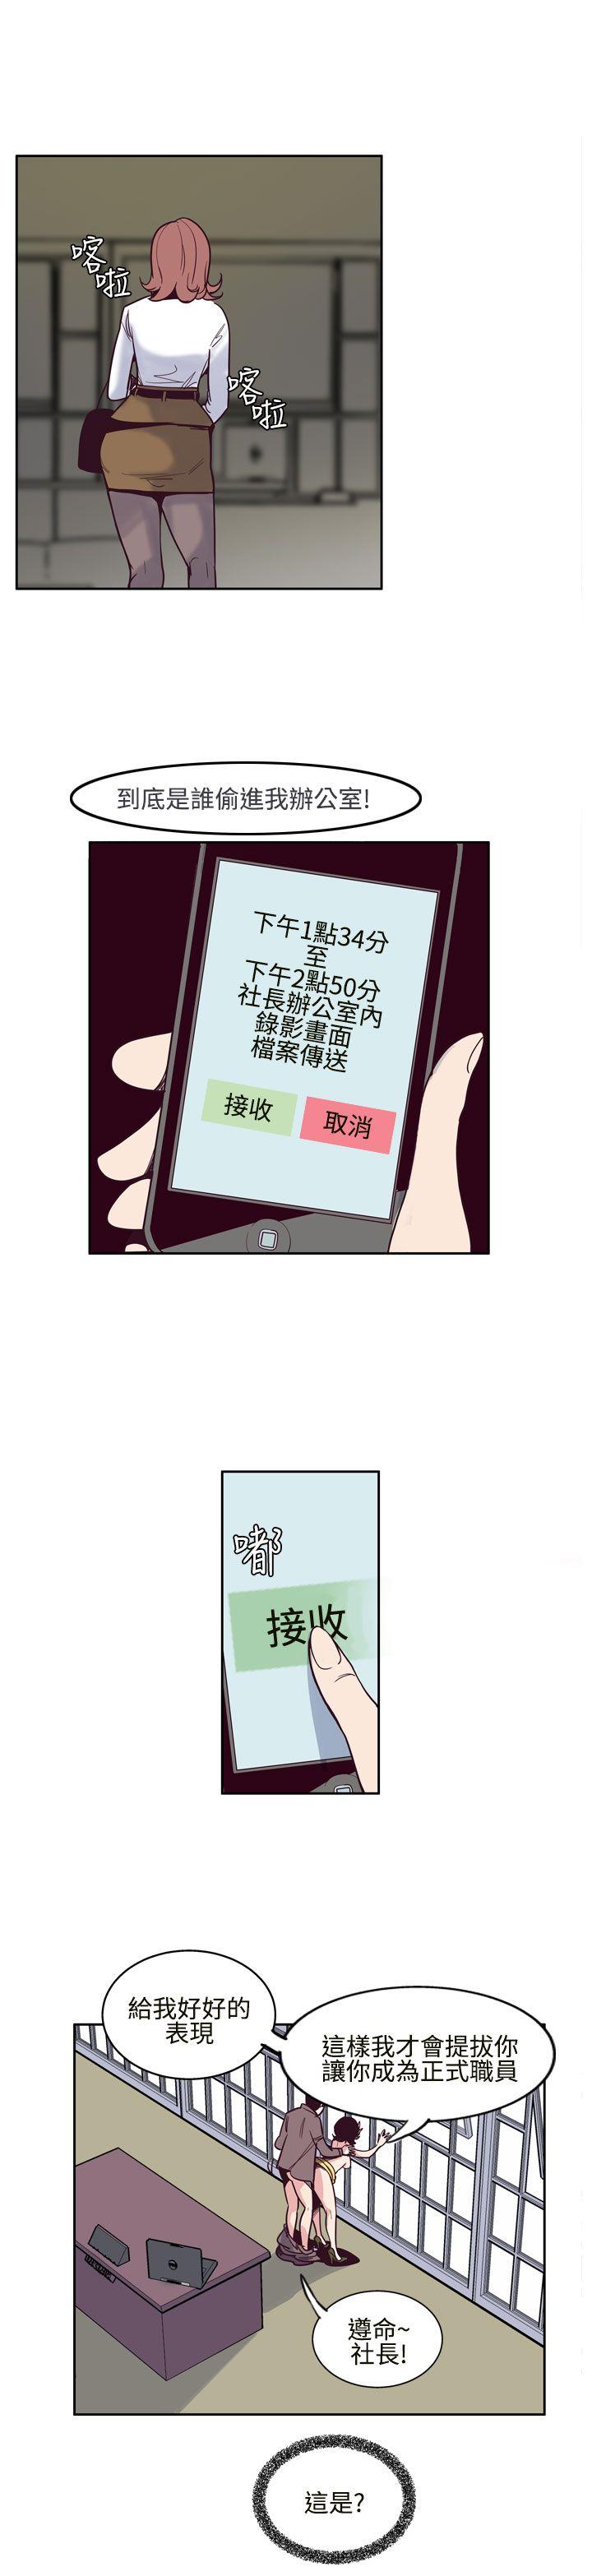 喀
啦
喀
啦
到底是誰偷進我辦公室!
下午1點34分
至
下午2點50分
社長辦公室內
錄影畫面
檔案傳送
接收
取消
嘟
接收
給我好好的
表現
這樣我才會提拔你
讓你成為正式職員
遵命~
社長!
這是?